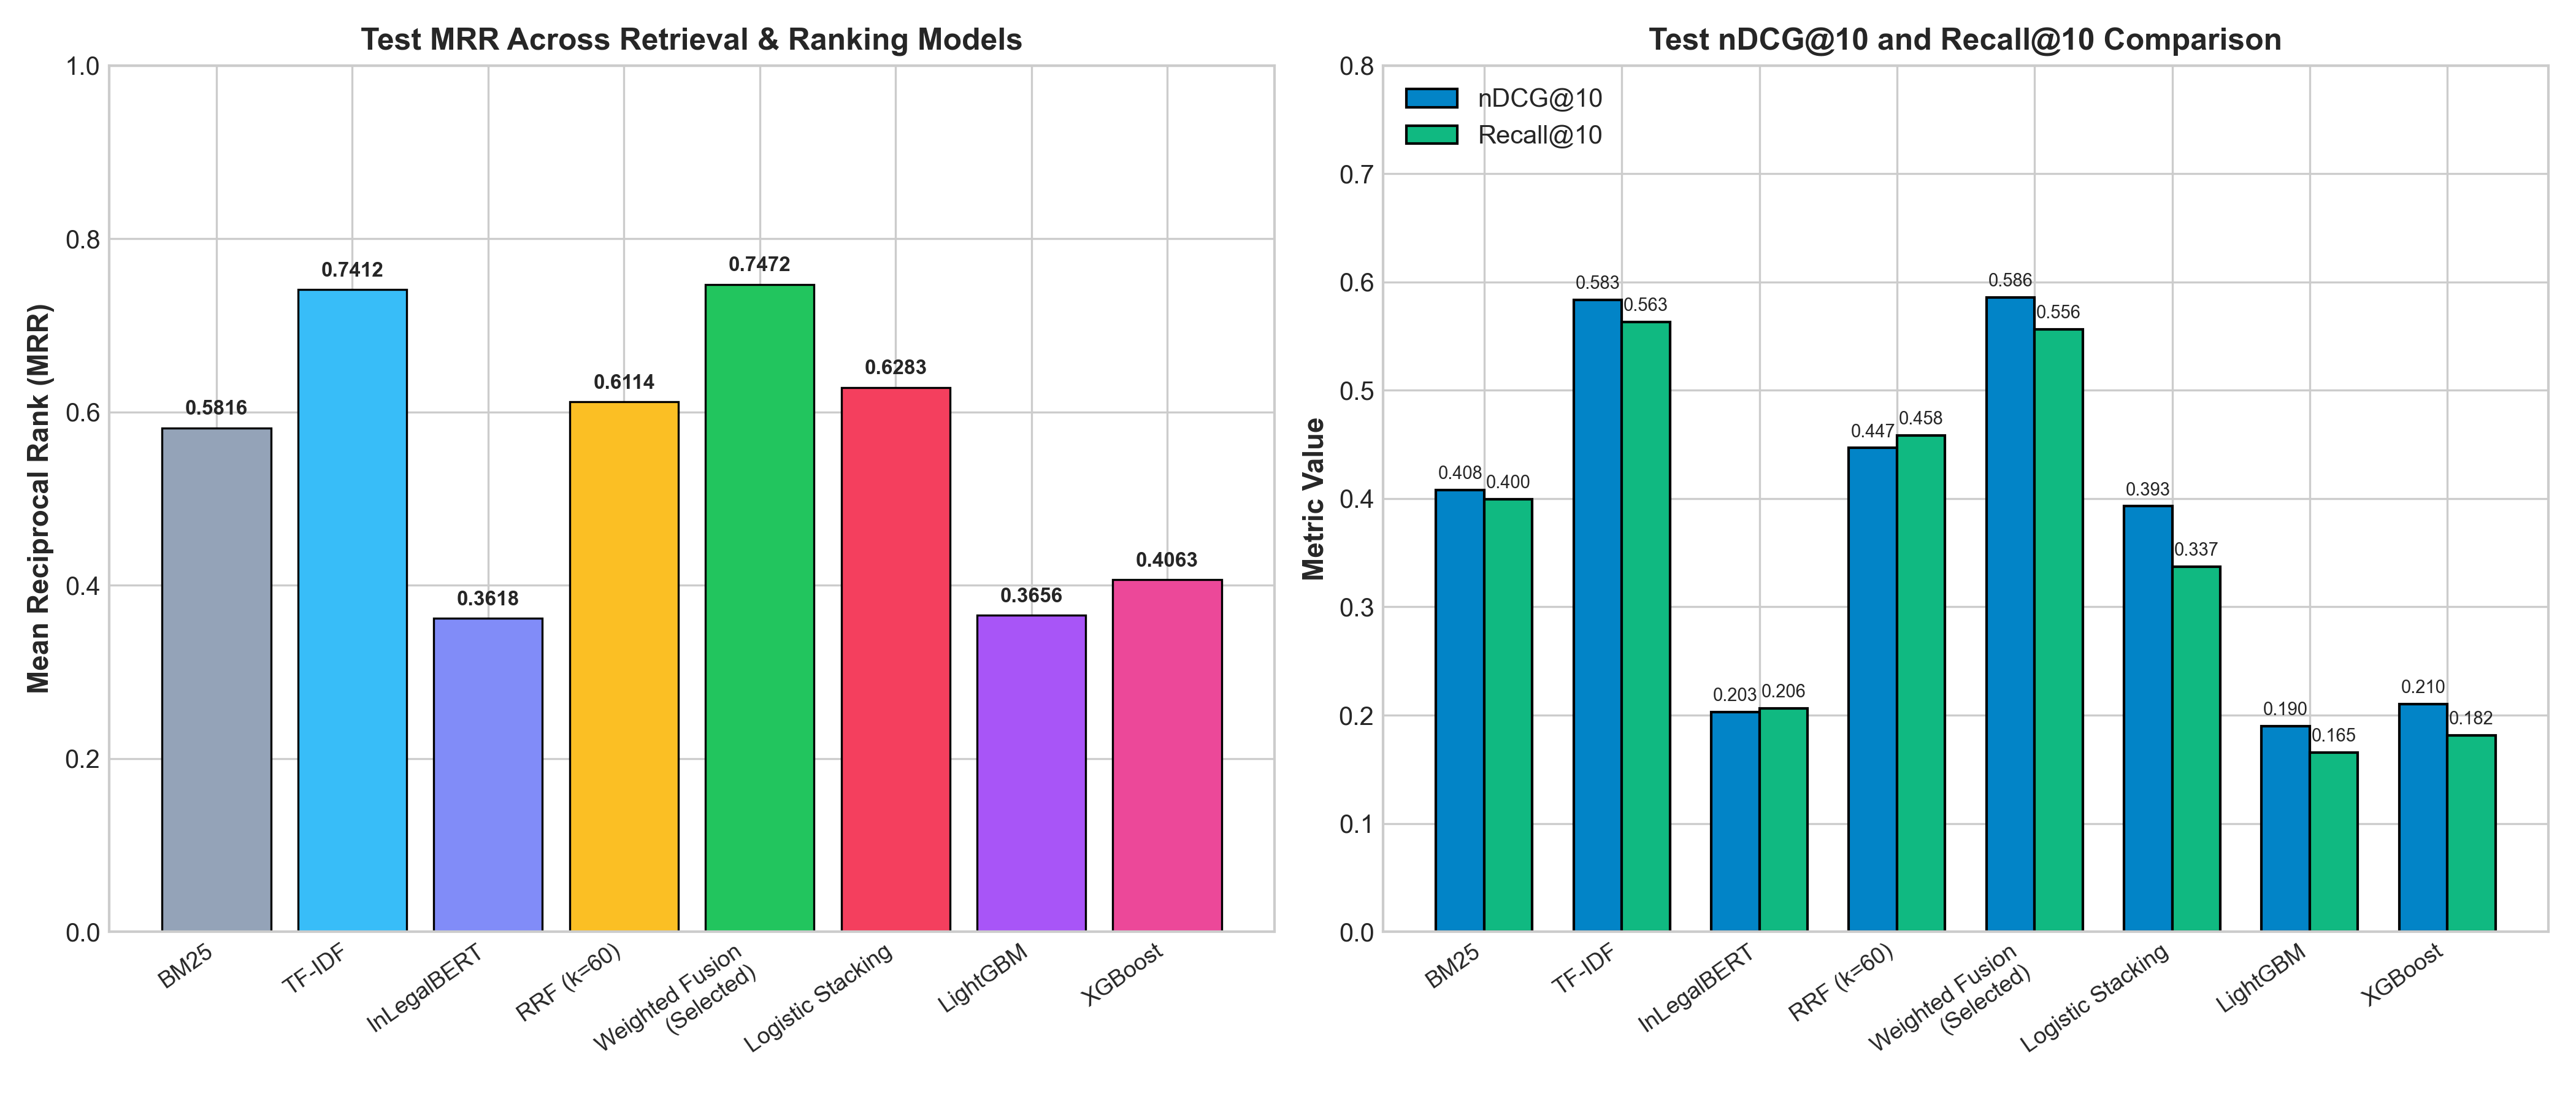 Test MRR Across Retrieval & Ranking Models
Mean Reciprocal Rank (MRR)
1.0
0.8
0.6
0.4
0.2
0.0
0.5816
0.7412
0.3618
0.6114
0.7472
0.6283
0.3656
0.4063
BM25
TF-IDF
InLegalBERT
RRF (k=60)
Weighted Fusion
(Selected)
Logistic Stacking
LightGBM
XGBoost
Test nDCG@10 and Recall@10 Comparison
nDCG@10
Recall@10
Metric Value
0.8
0.7
0.6
0.5
0.4
0.3
0.2
0.1
0.0
0.408
0.400
0.583
0.563
0.203
0.206
0.447
0.458
0.586
0.556
0.393
0.337
0.190
0.165
0.210
0.182
BM25
TF-IDF
InLegalBERT
RRF (k=60)
Weighted Fusion
(Selected)
Logistic Stacking
LightGBM
XGBoost